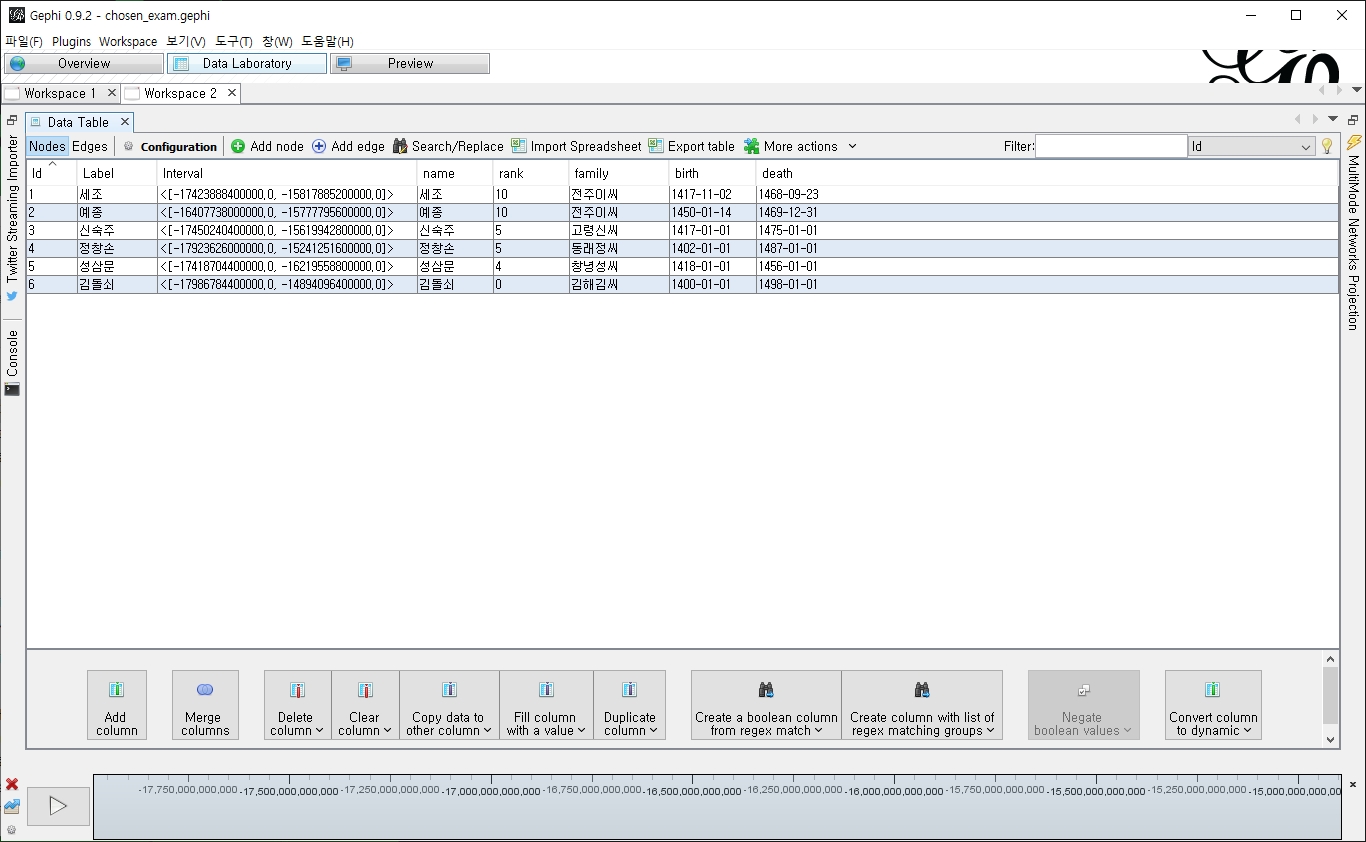 Gephi 0.9.2 - chosen_exam.gephi
파일(F) Plugins Workspace 보기(V) 도구(T) 창(W) 도움말(H)
Overview Data Laboratory Preview
Workspace 1 Workspace 2
Data Table
Nodes Edges Configuration Add node Add edge Search/Replace Import Spreadsheet Export table More actions Filter: Id
Id Label Interval name rank family birth death
1 세조 <[-17423888400000,0, -15817885200000,0]> 세조 10 전주이씨 1417-11-02 1468-09-23
2 예종 <[-16407738000000,0, -15777795600000,0]> 예종 10 전주이씨 1450-01-14 1469-12-31
3 신숙주 <[-17450240400000,0, -15619942800000,0]> 신숙주 5 고령신씨 1417-01-01 1475-01-01
4 정창손 <[-17923626000000,0, -15241251600000,0]> 정창손 5 동래정씨 1402-01-01 1487-01-01
5 성삼문 <[-17418704400000,0, -16219558800000,0]> 성삼문 4 창녕성씨 1418-01-01 1456-01-01
6 김돌쇠 <[-17986784400000,0, -14894096400000,0]> 김돌쇠 0 김해김씨 1400-01-01 1498-01-01
Twitter Streaming Importer
Console
MultiMode Networks Projection
Add column
Merge columns
Delete column
Clear column
Copy data to other column
Fill column with a value
Duplicate column
Create a boolean column from regex match
Create column with list of regex matching groups
Negate boolean values
Convert column to dynamic
-17,750,000,000,000 -17,500,000,000,000 -17,250,000,000,000 -17,000,000,000,000 -16,750,000,000,000 -16,500,000,000,000 -16,250,000,000,000 -16,000,000,000,000 -15,750,000,000,000 -15,500,000,000,000 -15,250,000,000,000 -15,000,000,000,00